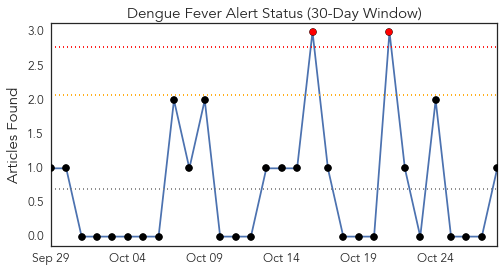 Dengue Fever Alert Status (30-Day Window)
Articles Found
3.0
2.5
2.0
1.5
1.0
0.5
0.0
Sep 29
Oct 04
Oct 09
Oct 14
Oct 19
Oct 24